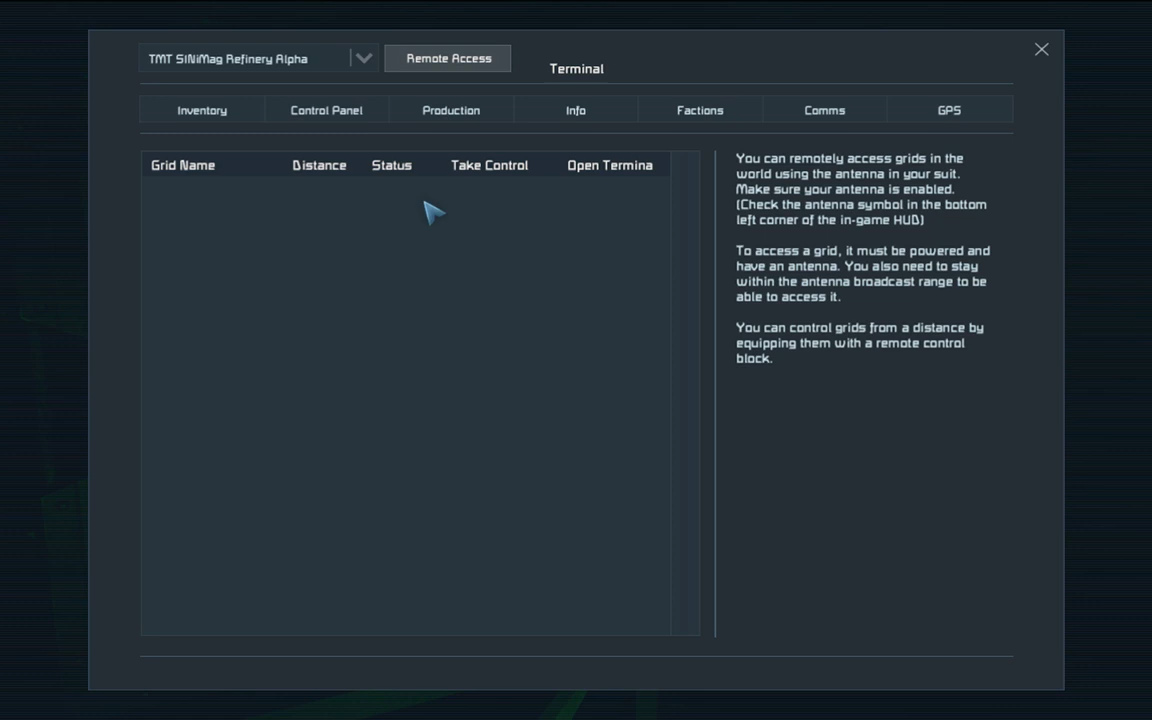 TMT SiNiMag Refinery Alpha
Remote Access
Terminal
Inventory
Control Panel
Production
Info
Factions
Comms
GPS
Grid Name
Distance
Status
Take Control
Open Termina
You can remotely access grids in the
world using the antenna in your suit.
Make sure your antenna is enabled.
(Check the antenna symbol in the bottom
left corner of the in-game HUD)
To access a grid, it must be powered and
have an antenna. You also need to stay
within the antenna broadcast range to be
able to access it.
You can control grids from a distance by
equipping them with a remote control
block.